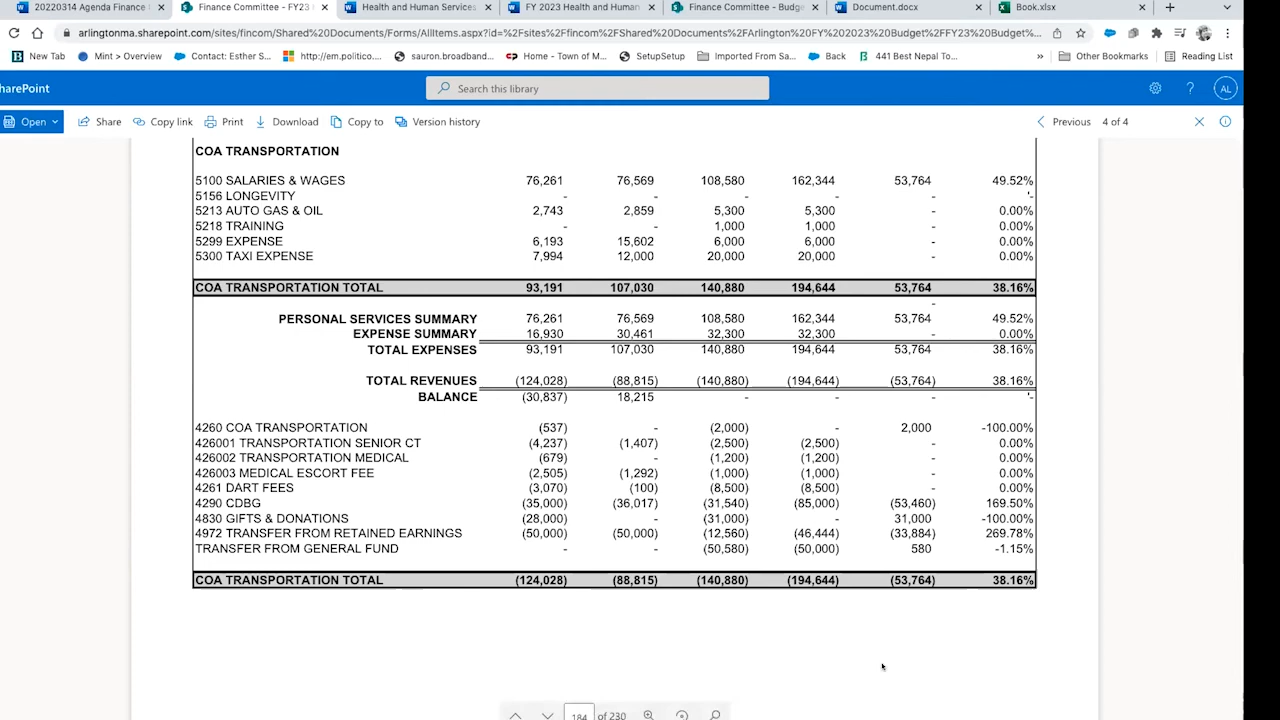 20220314 Agenda Finance
Finance Committee - FY23
Health and Human Services
FY 2023 Health and Human
Finance Committee - Budge
Document.docx
Book.xlsx
arlingtonma.sharepoint.com/sites/fincom/Shared%20Documents/Forms/AllItems.aspx?id=%2Fsites%2Ffincom%2FShared%20Documents%2FArlington%20FY%202023%20Budget%2FFY23%20Budget%...
New Tab
Mint > Overview
Contact: Esther S...
http://em.politico....
sauron.broadband...
Home - Town of M...
SetupSetup
Imported From Sa...
Back
441 Best Nepal To...
»
Other Bookmarks
Reading List
harePoint
Search this library
AL
Open
Share
Copy link
Print
Download
Copy to
Version history
Previous 4 of 4
COA TRANSPORTATION
5100 SALARIES & WAGES 76,261 76,569 108,580 162,344 53,764 49.52%
5156 LONGEVITY - - - - - '-
5213 AUTO GAS & OIL 2,743 2,859 5,300 5,300 - 0.00%
5218 TRAINING - - 1,000 1,000 - 0.00%
5299 EXPENSE 6,193 15,602 6,000 6,000 - 0.00%
5300 TAXI EXPENSE 7,994 12,000 20,000 20,000 - 0.00%
COA TRANSPORTATION TOTAL 93,191 107,030 140,880 194,644 53,764 38.16%
-
PERSONAL SERVICES SUMMARY 76,261 76,569 108,580 162,344 53,764 49.52%
EXPENSE SUMMARY 16,930 30,461 32,300 32,300 - 0.00%
TOTAL EXPENSES 93,191 107,030 140,880 194,644 53,764 38.16%
TOTAL REVENUES (124,028) (88,815) (140,880) (194,644) (53,764) 38.16%
BALANCE (30,837) 18,215 - - - '-
4260 COA TRANSPORTATION (537) - (2,000) - 2,000 -100.00%
426001 TRANSPORTATION SENIOR CT (4,237) (1,407) (2,500) (2,500) - 0.00%
426002 TRANSPORTATION MEDICAL (679) - (1,200) (1,200) - 0.00%
426003 MEDICAL ESCORT FEE (2,505) (1,292) (1,000) (1,000) - 0.00%
4261 DART FEES (3,070) (100) (8,500) (8,500) - 0.00%
4290 CDBG (35,000) (36,017) (31,540) (85,000) (53,460) 169.50%
4830 GIFTS & DONATIONS (28,000) - (31,000) - 31,000 -100.00%
4972 TRANSFER FROM RETAINED EARNINGS (50,000) (50,000) (12,560) (46,444) (33,884) 269.78%
TRANSFER FROM GENERAL FUND - - (50,580) (50,000) 580 -1.15%
COA TRANSPORTATION TOTAL (124,028) (88,815) (140,880) (194,644) (53,764) 38.16%
184 of 230